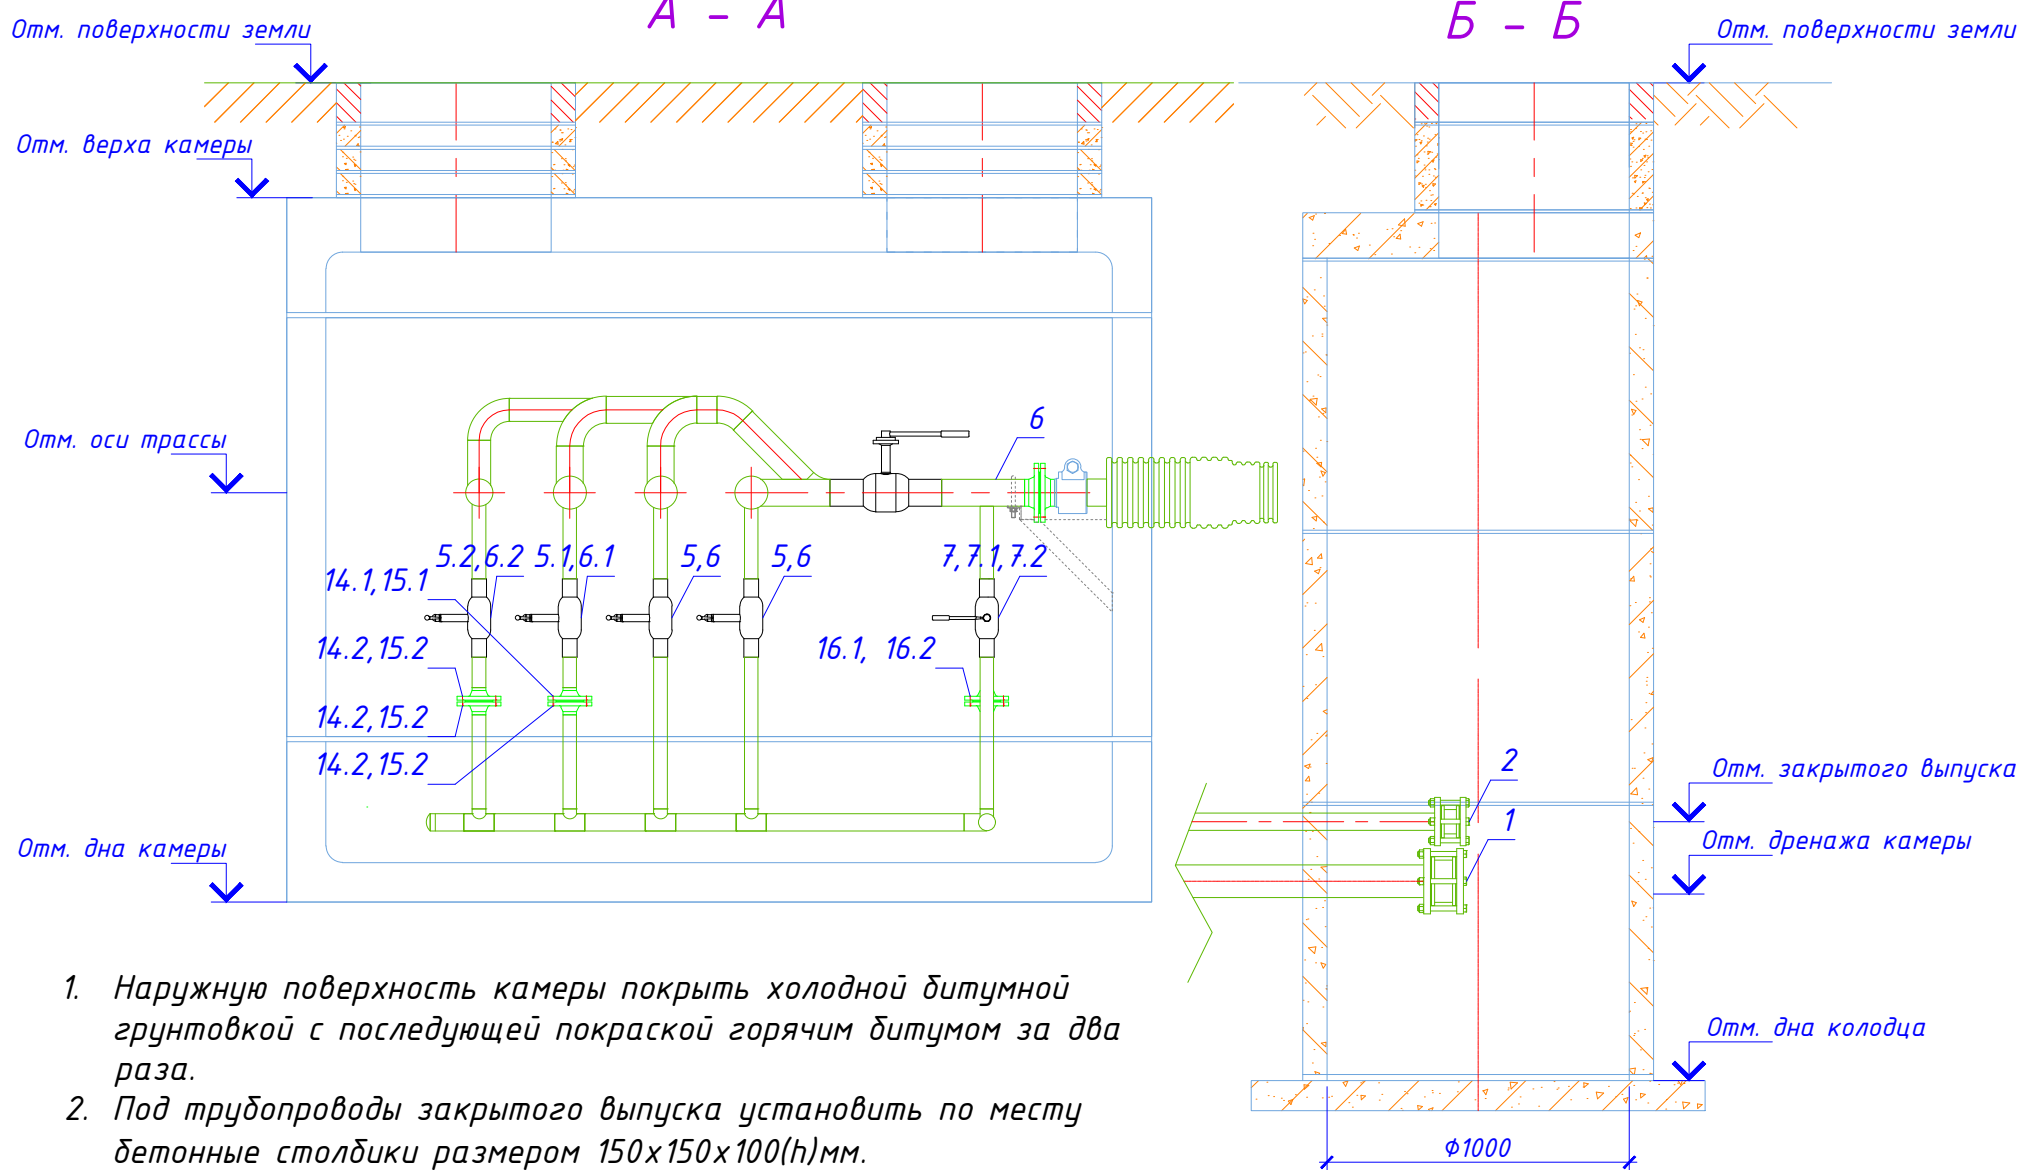 А - А
Б - Б
Отм. поверхности земли
Отм. поверхности земли
Отм. верха камеры
Отм. оси трассы
6
5.2,6.2
5.1,6.1
5,6
5,6
7,7.1,7.2
14.1,15.1
14.2,15.2
16.1, 16.2
14.2,15.2
14.2,15.2
2
Отм. закрытого выпуска
1
Отм. дренажа камеры
Отм. дна камеры
1. Наружную поверхность камеры покрыть холодной битумной
грунтовкой с последующей покраской горячим битумом за два
раза.
Отм. дна колодца
2. Под трубопроводы закрытого выпуска установить по месту
бетонные столбики размером 150х150х100(h)мм.
Ф1000